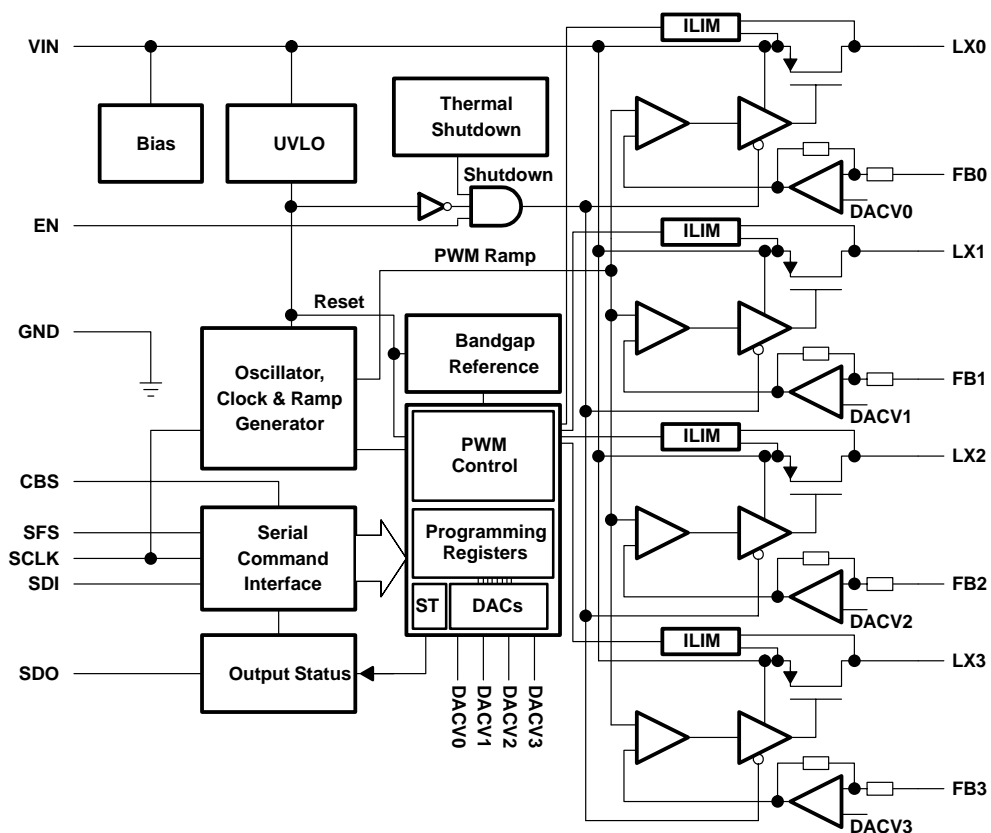 VIN
ILIM
LX0
Thermal
Shutdown
Bias
UVLO
Shutdown
FB0
DACV0
EN
ILIM
LX1
PWM Ramp
Reset
GND
Bandgap
Reference
Oscillator,
Clock & Ramp
Generator
FB1
DACV1
ILIM
LX2
PWM
Control
CBS
SFS
SCLK
SDI
Serial
Command
Interface
Programming
Registers
ST
DACs
FB2
DACV2
ILIM
LX3
SDO
Output Status
DACV0
DACV1
DACV2
DACV3
FB3
DACV3